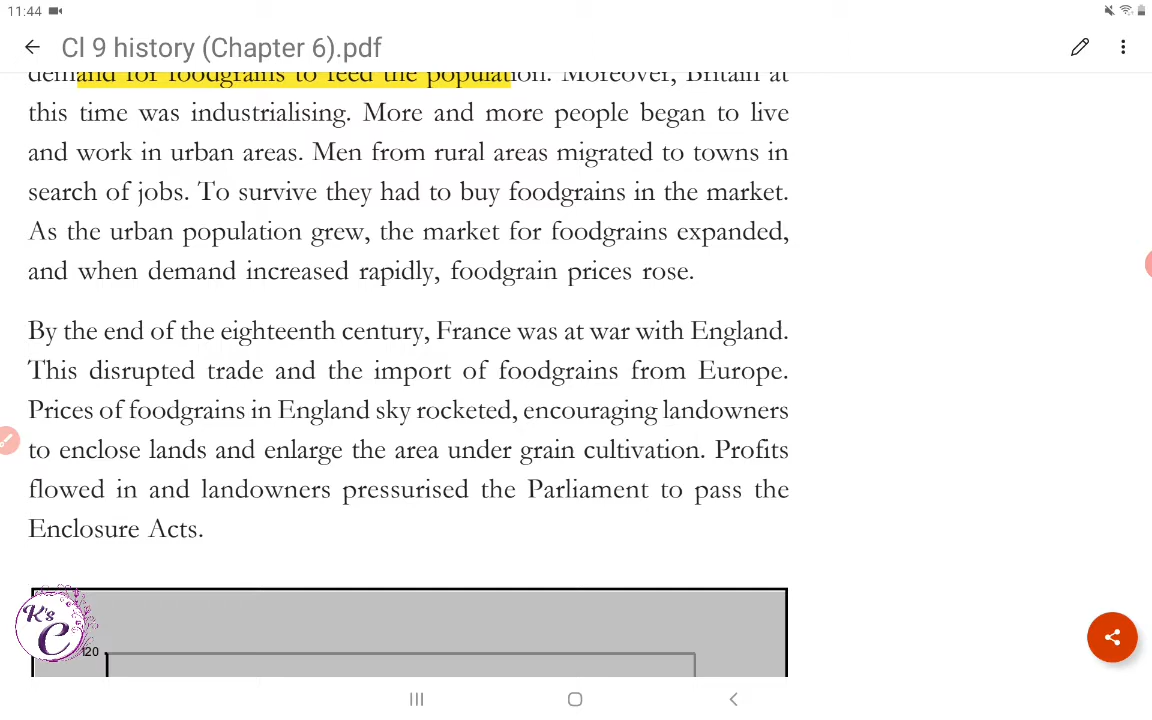 11:44
Cl 9 history (Chapter 6).pdf
demand for foodgrains to feed the population. Moreover, Britain at
this time was industrialising. More and more people began to live
and work in urban areas. Men from rural areas migrated to towns in
search of jobs. To survive they had to buy foodgrains in the market.
As the urban population grew, the market for foodgrains expanded,
and when demand increased rapidly, foodgrain prices rose.
By the end of the eighteenth century, France was at war with England.
This disrupted trade and the import of foodgrains from Europe.
Prices of foodgrains in England sky rocketed, encouraging landowners
to enclose lands and enlarge the area under grain cultivation. Profits
flowed in and landowners pressurised the Parliament to pass the
Enclosure Acts.
K's
C
120